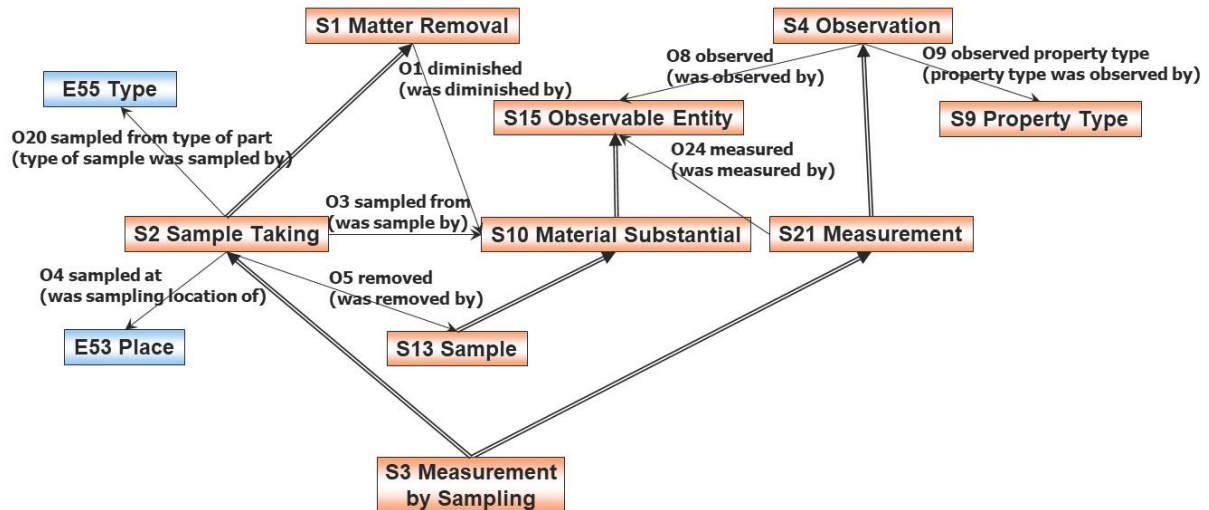 S1 Matter Removal
S4 Observation
O1 diminished
(was diminished by)
O8 observed
(was observed by)
O9 observed property type
(property type was observed by)
E55 Type
S15 Observable Entity
S9 Property Type
O20 sampled from type of part
(type of sample was sampled by)
O24 measured
(was measured by)
O3 sampled from
(was sample by)
S2 Sample Taking
S10 Material Substantial
S21 Measurement
O4 sampled at
(was sampling location of)
O5 removed
(was removed by)
E53 Place
S13 Sample
S3 Measurement
by Sampling